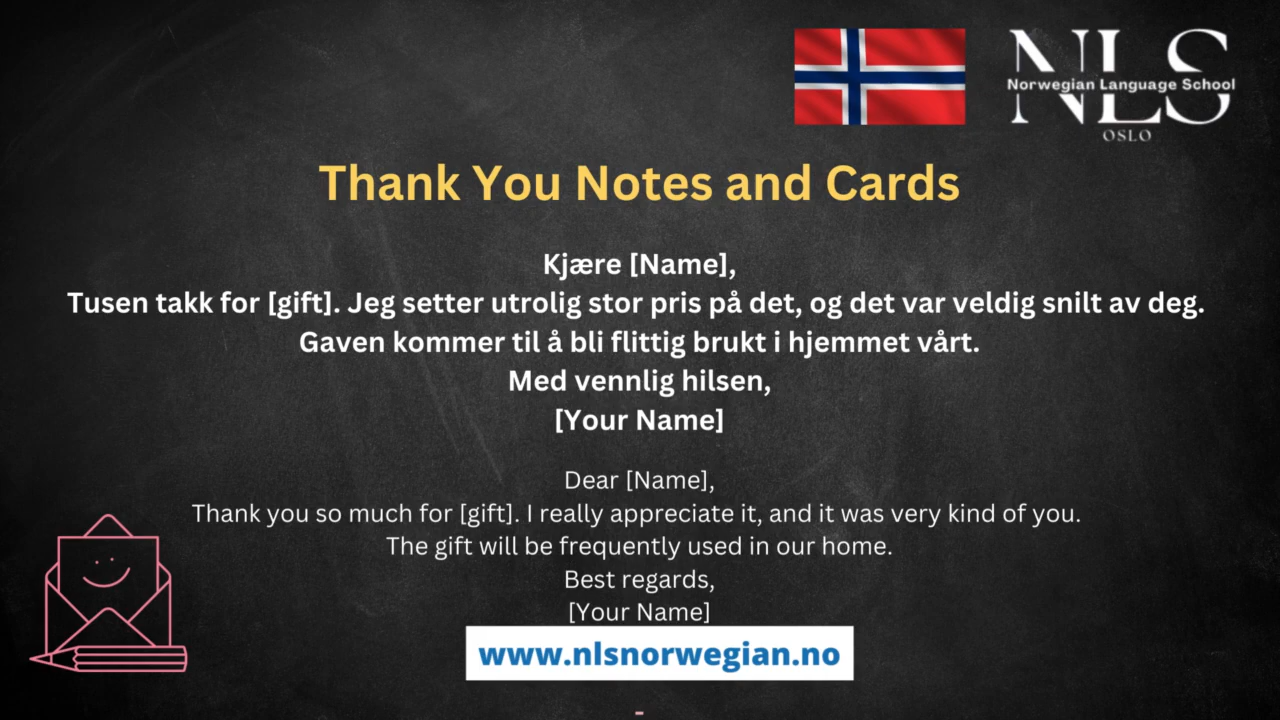 NLS
Norwegian Language School
OSLO
Thank You Notes and Cards
Kjære [Name],
Tusen takk for [gift]. Jeg setter utrolig stor pris på det, og det var veldig snilt av deg.
Gaven kommer til å bli flittig brukt i hjemmet vårt.
Med vennlig hilsen,
[Your Name]
Dear [Name],
Thank you so much for [gift]. I really appreciate it, and it was very kind of you.
The gift will be frequently used in our home.
Best regards,
[Your Name]
www.nlsnorwegian.no
-